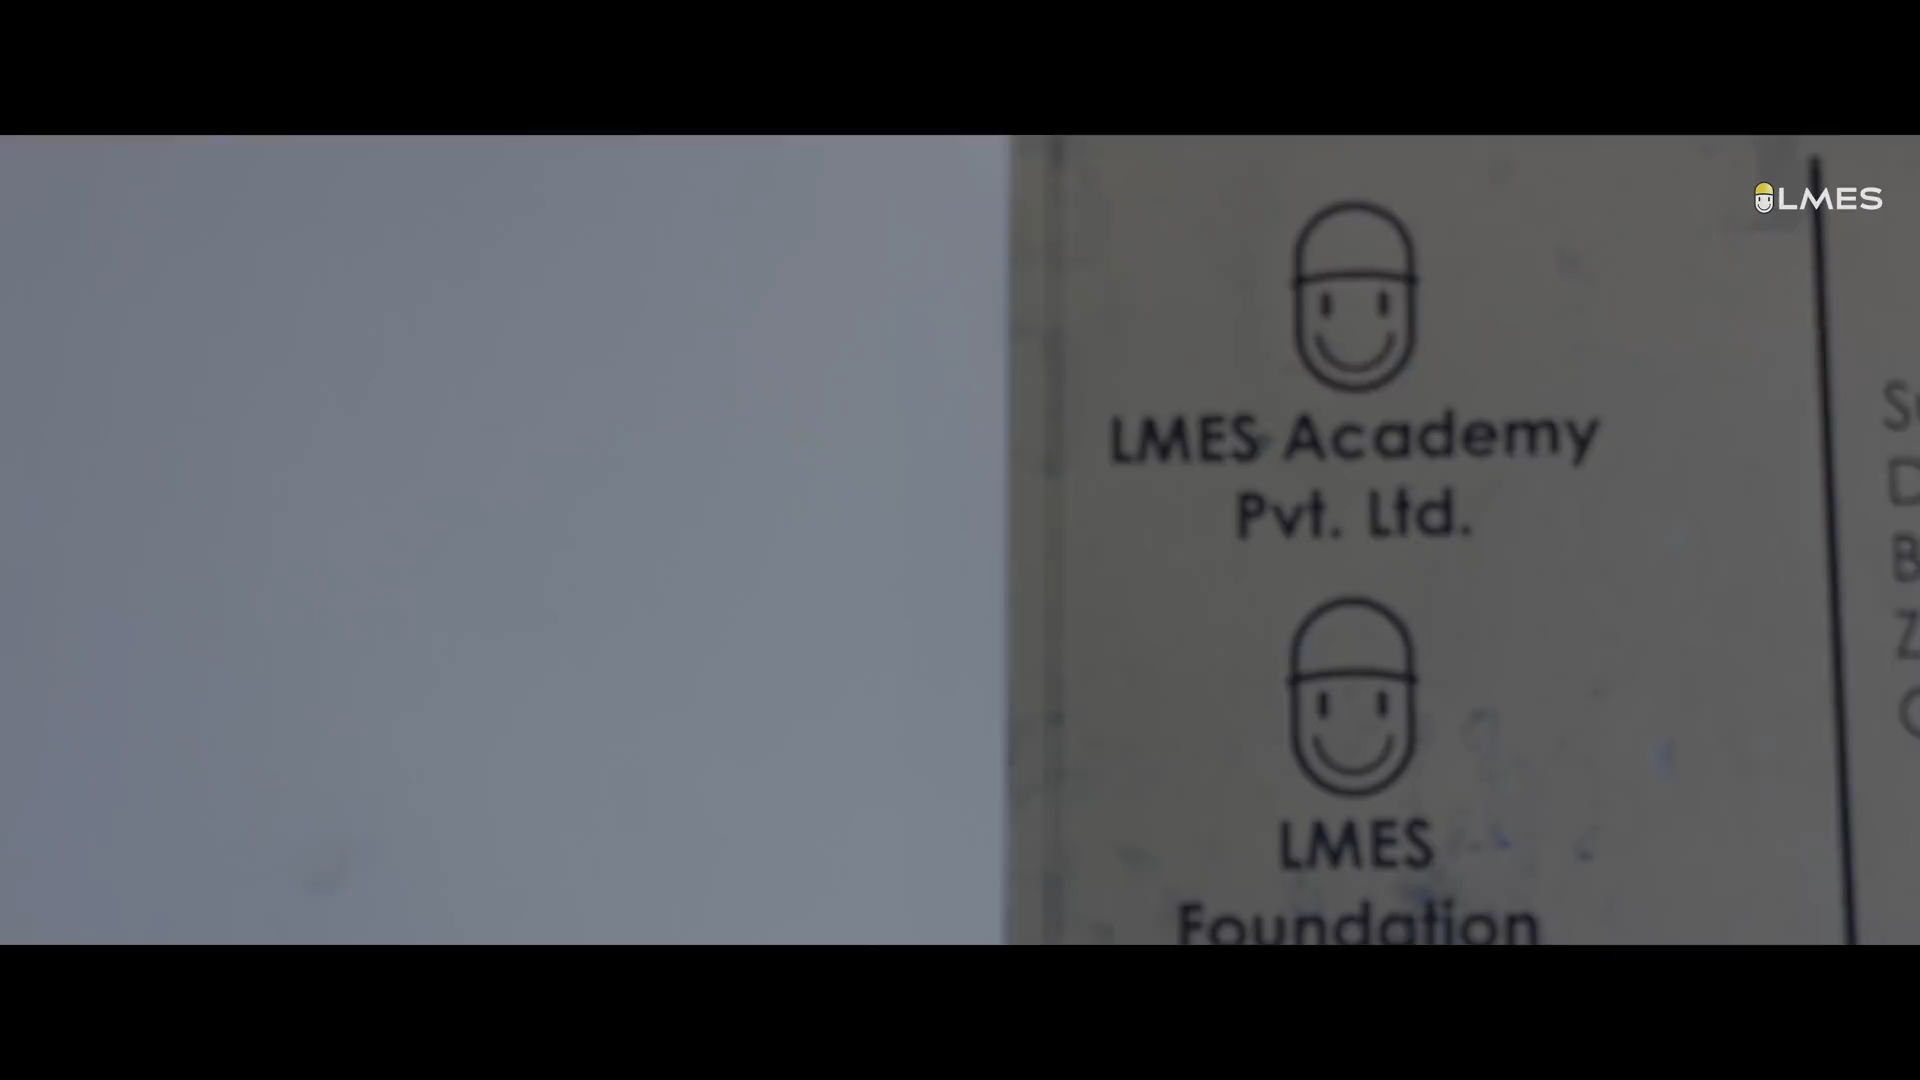 LMES
LMES Academy
Pvt. Ltd.
LMES
Foundation